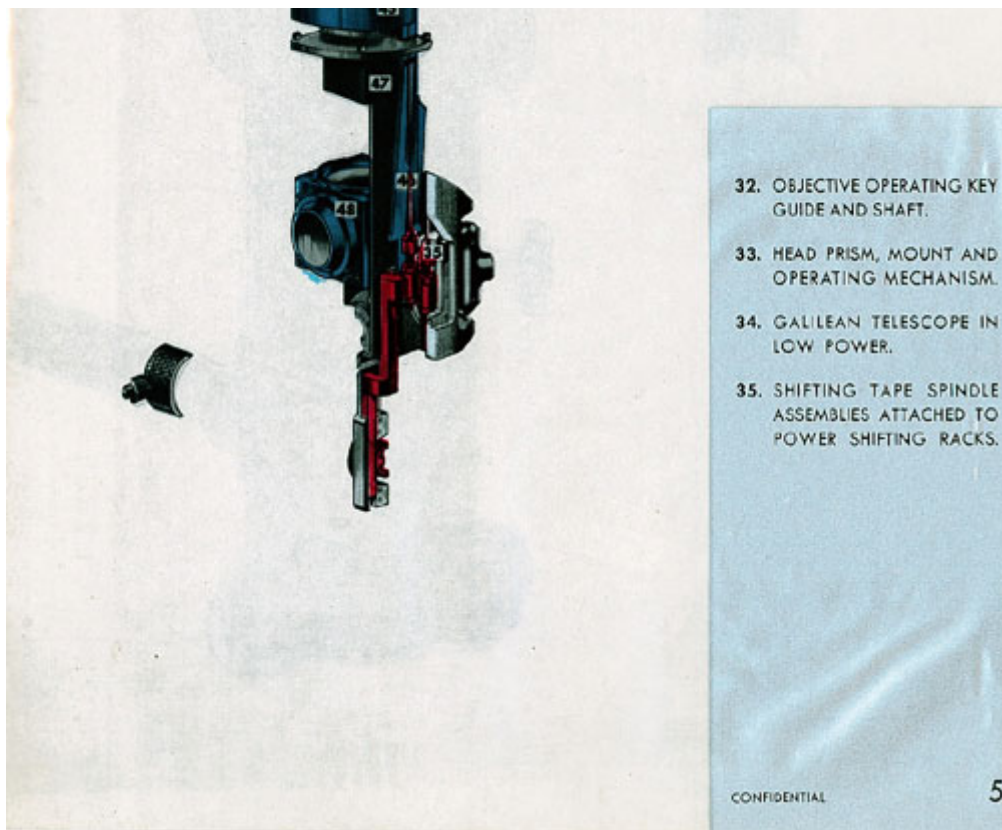 47
48
35
32. OBJECTIVE OPERATING KEY
GUIDE AND SHAFT.
33. HEAD PRISM, MOUNT AND
OPERATING MECHANISM.
34. GALILEAN TELESCOPE IN
LOW POWER.
35. SHIFTING TAPE SPINDLE
ASSEMBLIES ATTACHED TO
POWER SHIFTING RACKS.
CONFIDENTIAL
5